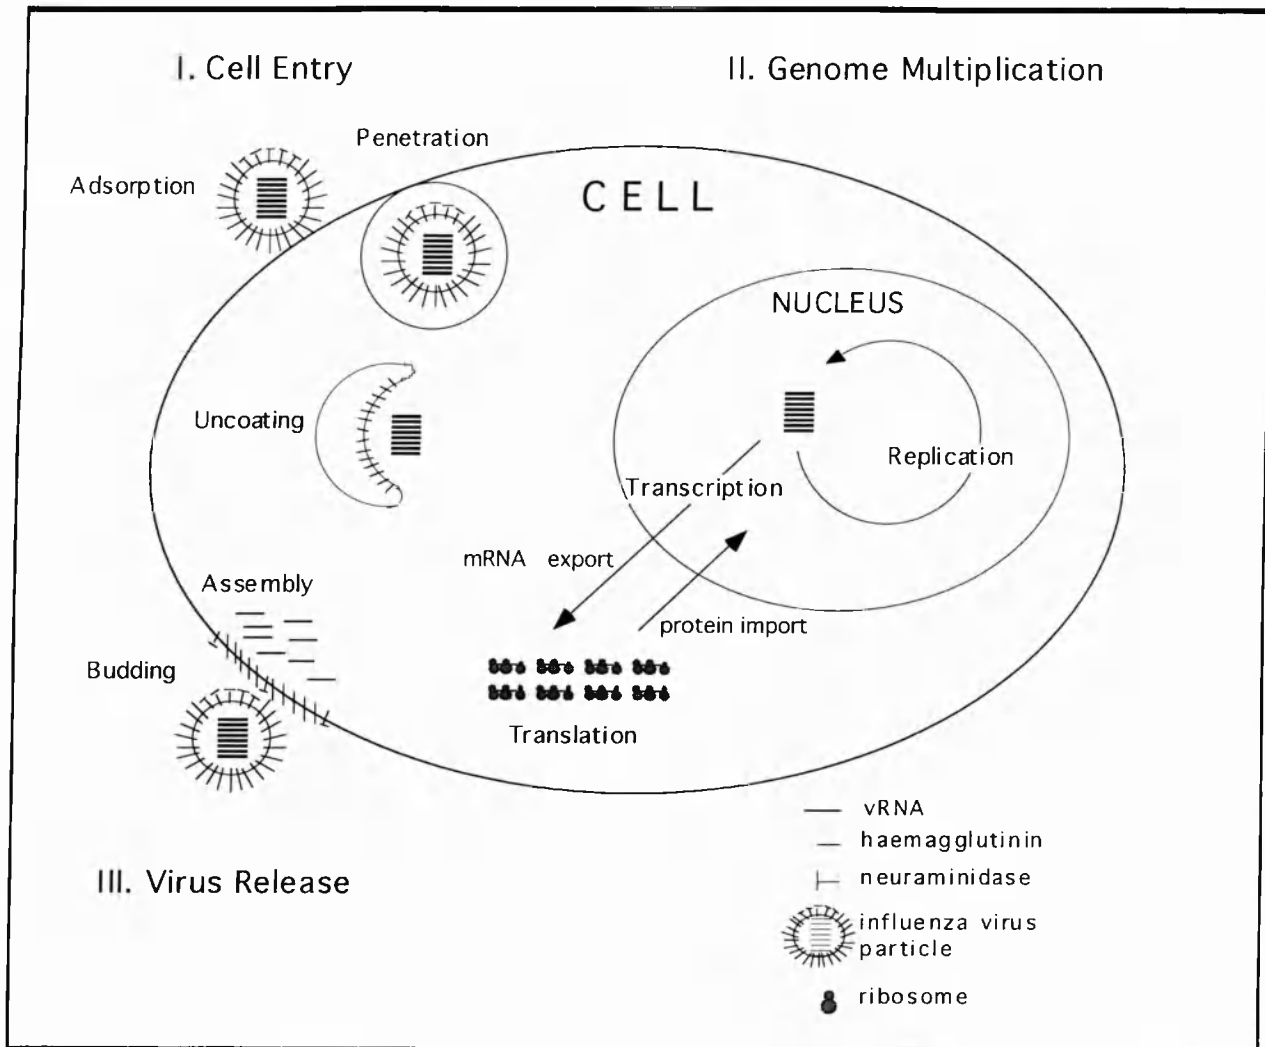 I. Cell Entry
II. Genome Multiplication
Penetration
Adsorption
CELL
NUCLEUS
Uncoating
Replication
Transcription
mRNA export
Assembly
protein import
Budding
Translation
vRNA
haemagglutinin
neuraminidase
influenza virus
particle
ribosome
III. Virus Release